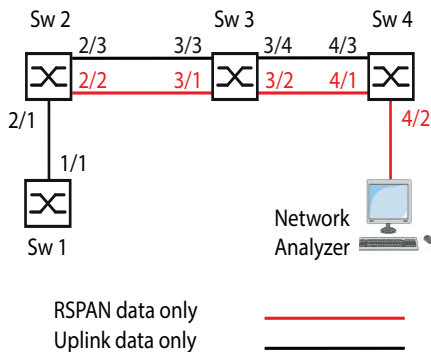 Sw 2
Sw 3
Sw 4
2/3
3/3
3/4
4/3
2/2
3/1
3/2
4/1
2/1
4/2
1/1
Sw 1
Network
Analyzer
RSPAN data only
Uplink data only